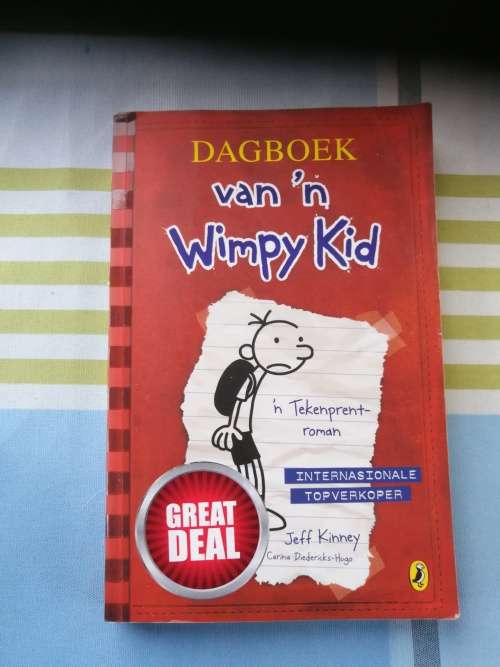 DAGBOEK
van 'n
Wimpy Kid
'n Tekenprent-
roman
INTERNASIONALE
TOPVERKOPER
GREAT
DEAL
Jeff Kinney
Carina Diedericks-Hugo